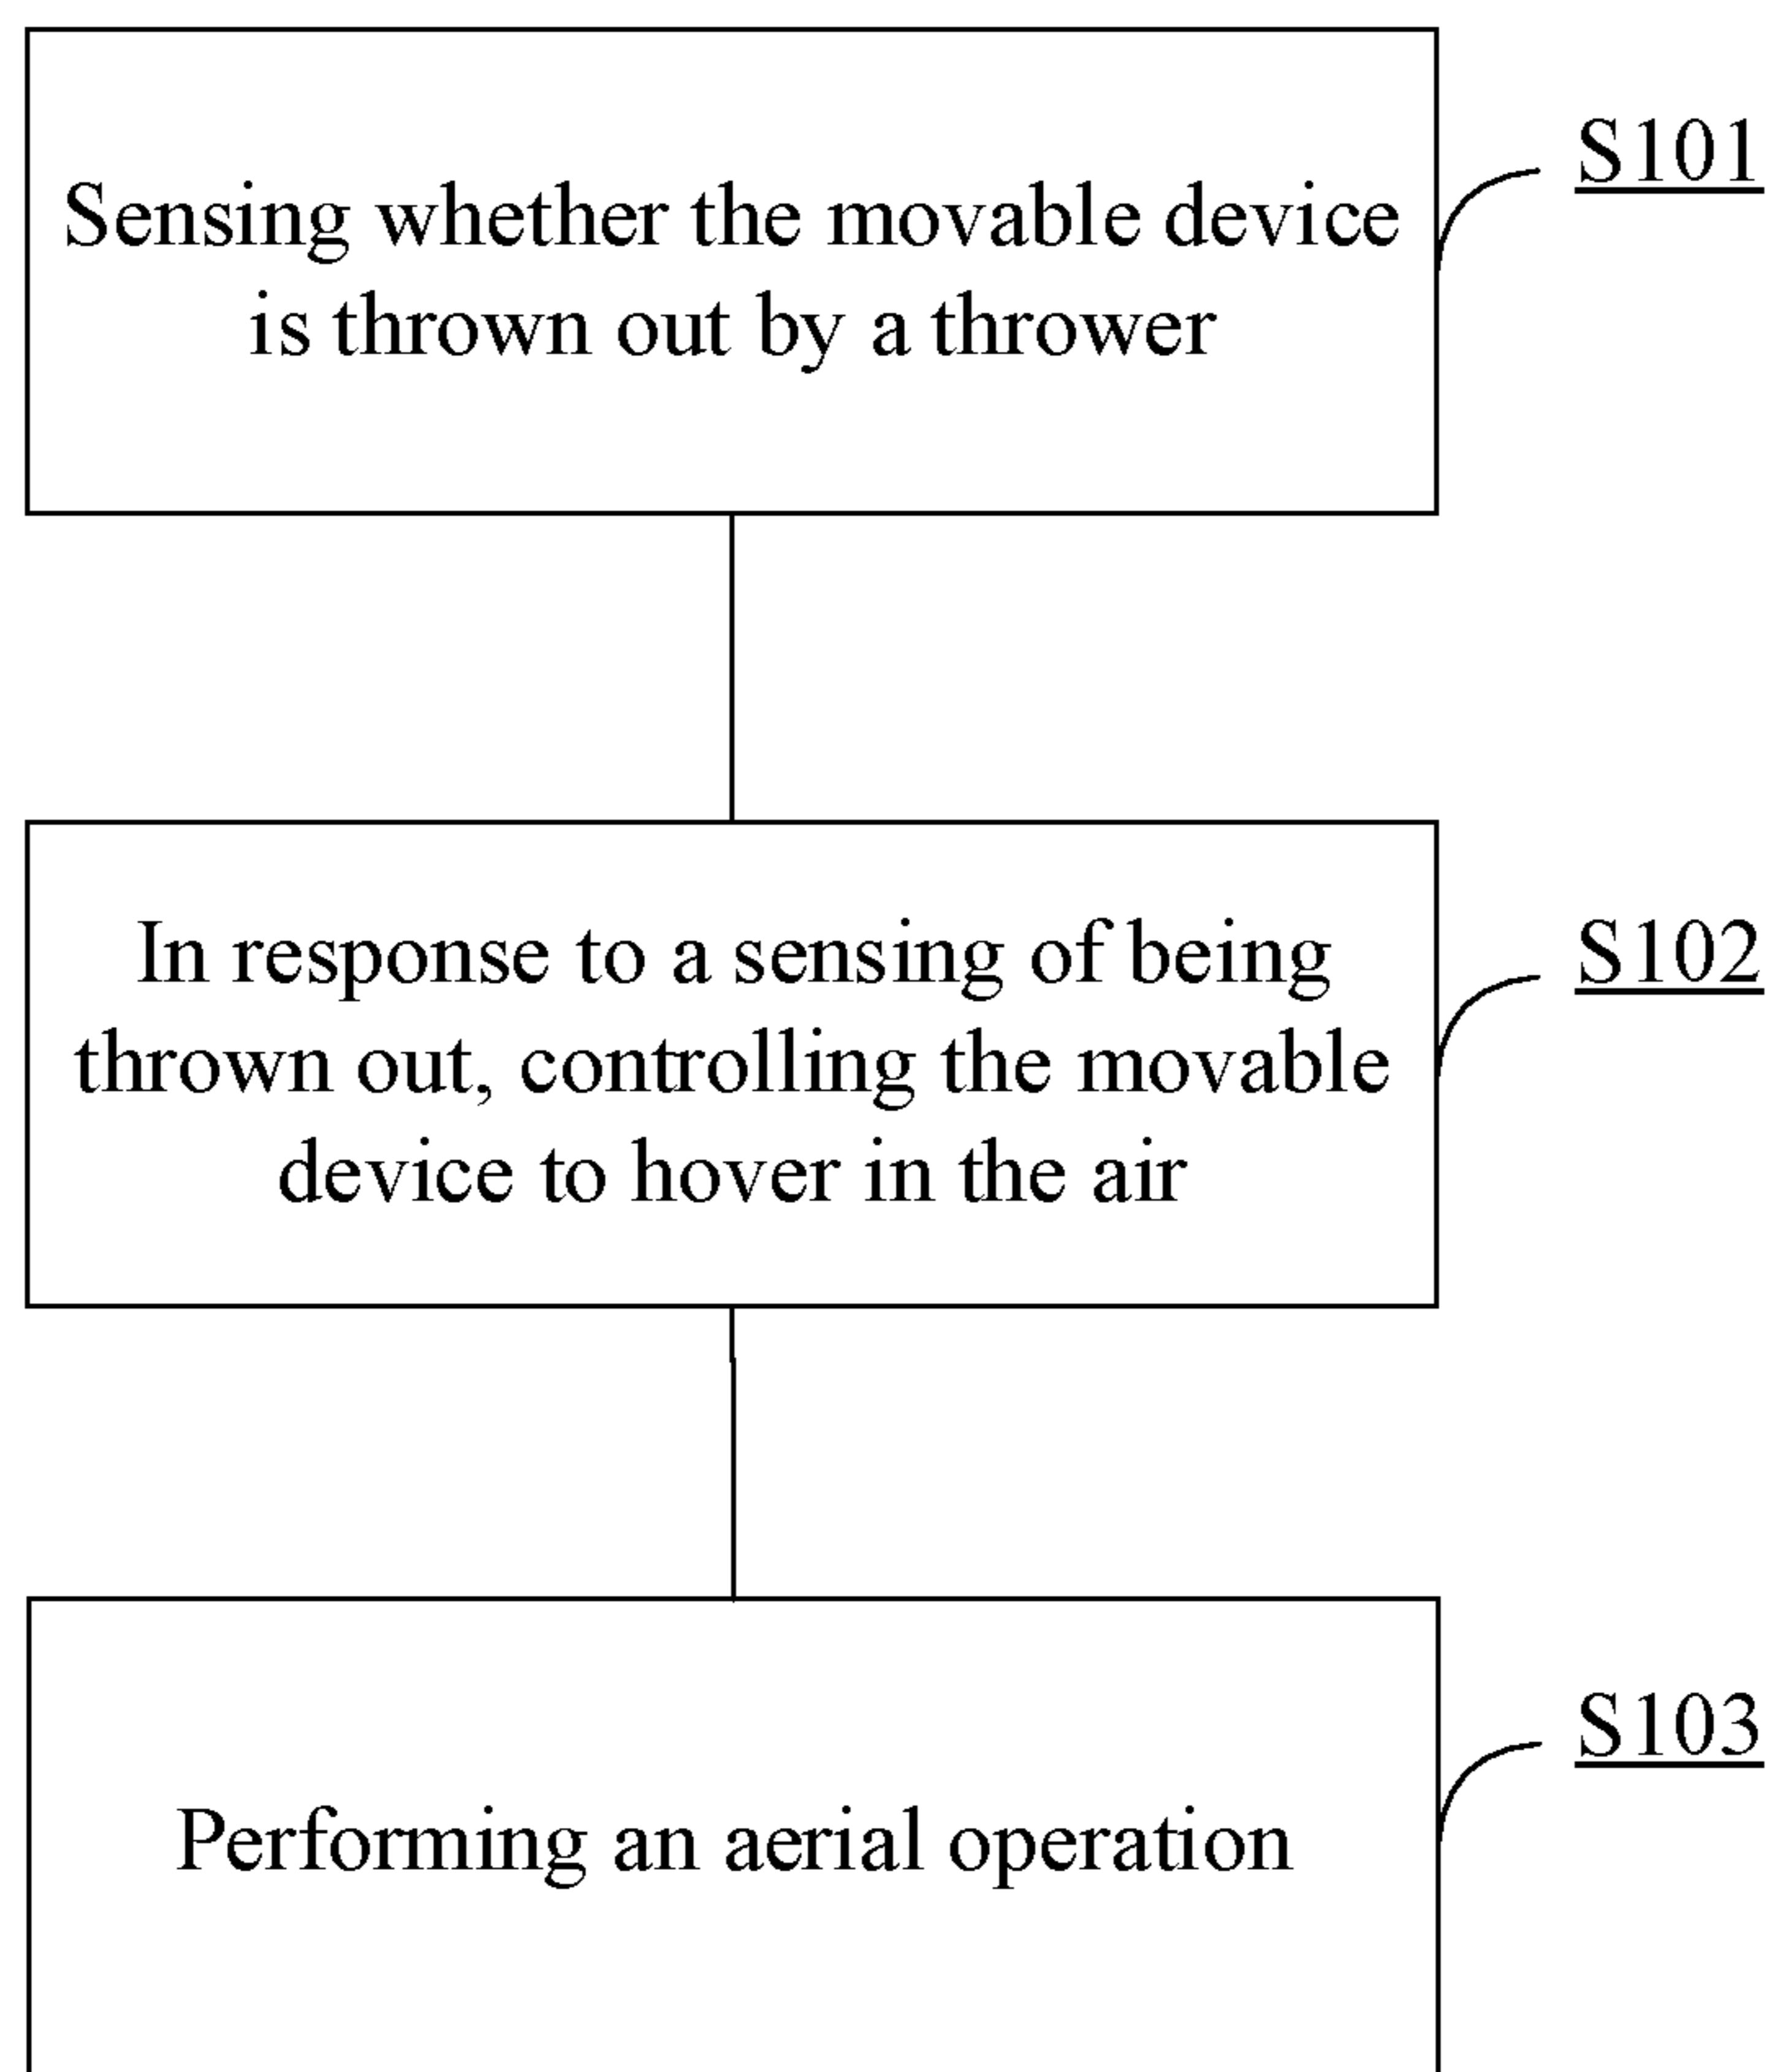 Sensing whether the movable device
is thrown out by a thrower
S101
In response to a sensing of being
thrown out, controlling the movable
device to hover in the air
S102
Performing an aerial operation
S103